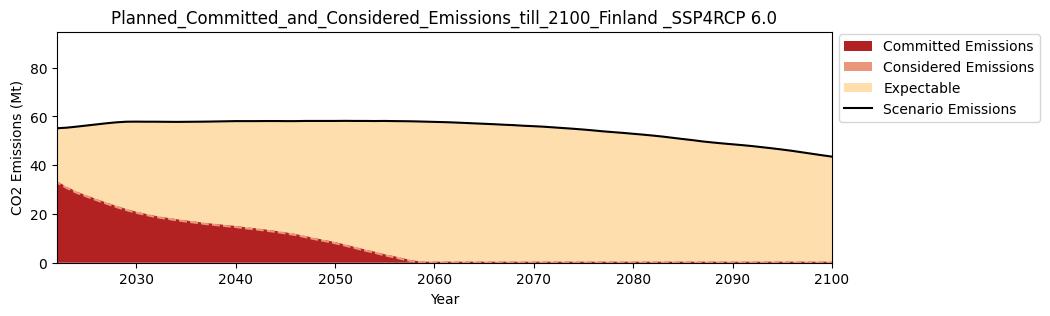 Planned_Committed_and_Considered_Emissions_till_2100_Finland _SSP4RCP 6.0
CO2 Emissions (Mt)
80
60
40
20
0
2030 2040 2050 2060 2070 2080 2090 2100
Year
Committed Emissions
Considered Emissions
Expectable
Scenario Emissions